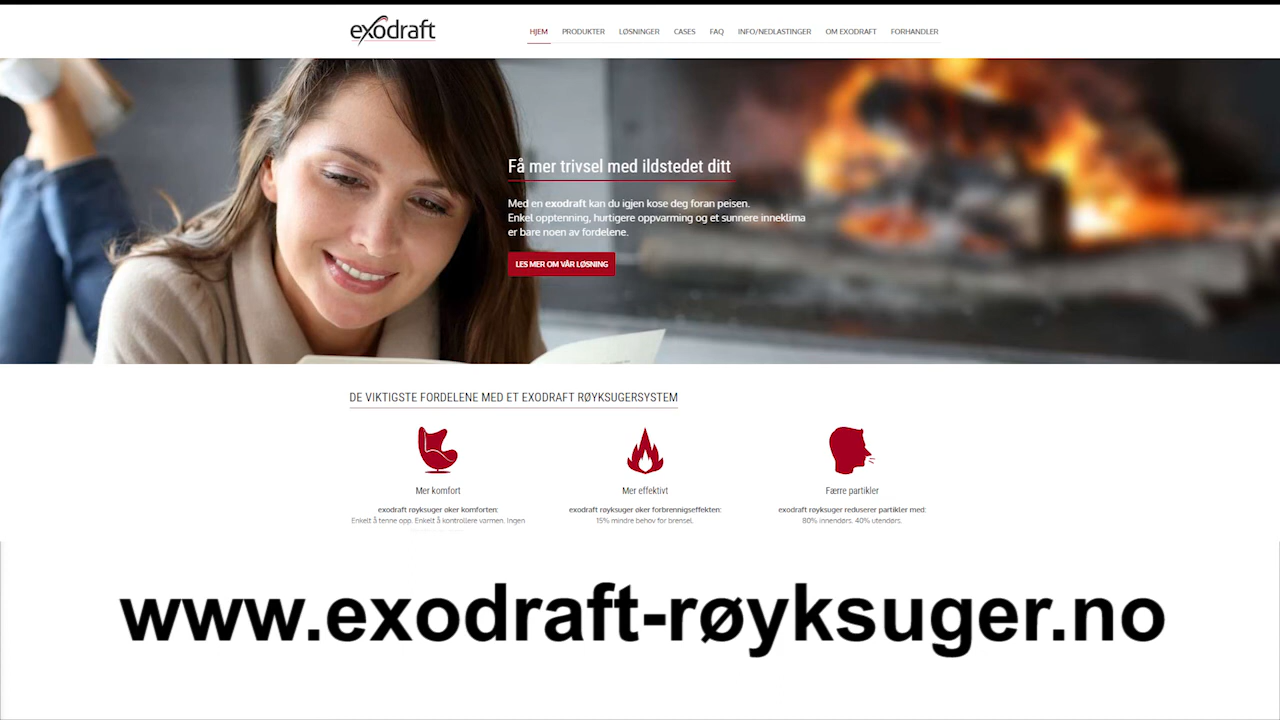 exodraft
HJEM PRODUKTER LØSNINGER CASES FAQ INFO/NEDLASTINGER OM EXODRAFT FORHANDLER
Få mer trivsel med ildstedet ditt
Med en exodraft kan du igjen kose deg foran peisen.
Enkel opptenning, hurtigere oppvarming og et sunnere inneklima
er bare noen av fordelene.
LES MER OM VÅR LØSNING
DE VIKTIGSTE FORDELENE MED ET EXODRAFT RØYKSUGERSYSTEM
Mer komfort
exodraft røyksuger øker komforten:
Enkelt å tenne opp. Enkelt å kontrollere varmen. Ingen
Mer effektivt
exodraft røyksuger øker forbrennigseffekten:
15% mindre behov for brensel.
Færre partikler
exodraft røyksuger reduserer partikler med:
80% innendørs. 40% utendørs.
www.exodraft-røyksuger.no